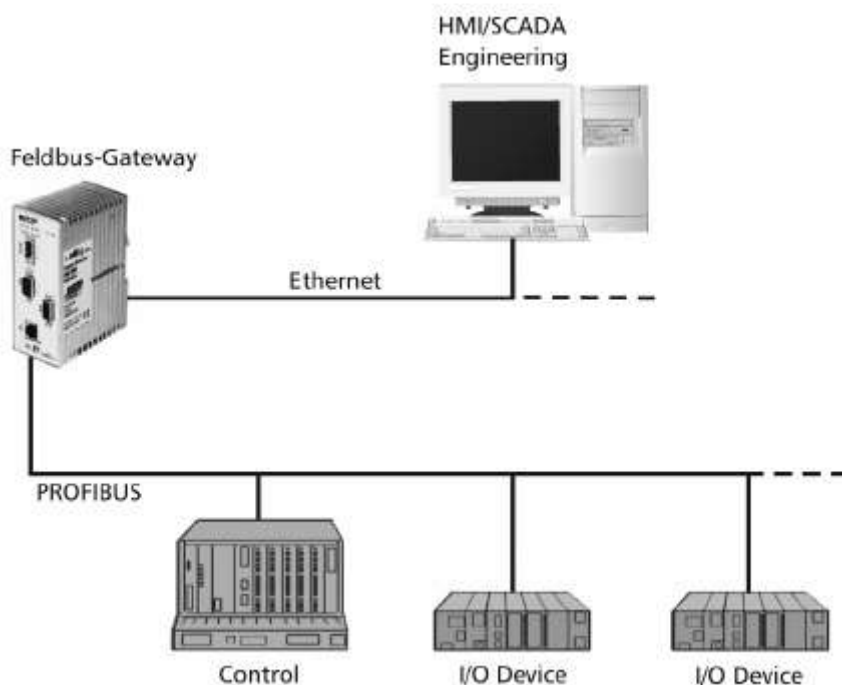 HMI/SCADA
Engineering
Feldbus-Gateway
Ethernet
PROFIBUS
Control
I/O Device
I/O Device